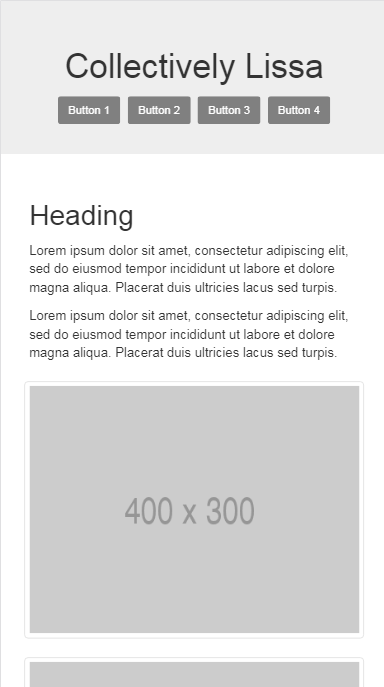 Collectively Lissa
Button 1 Button 2 Button 3 Button 4
Heading
Lorem ipsum dolor sit amet, consectetur adipiscing elit,
sed do eiusmod tempor incididunt ut labore et dolore
magna aliqua. Placerat duis ultricies lacus sed turpis.
Lorem ipsum dolor sit amet, consectetur adipiscing elit,
sed do eiusmod tempor incididunt ut labore et dolore
magna aliqua. Placerat duis ultricies lacus sed turpis.
400 x 300